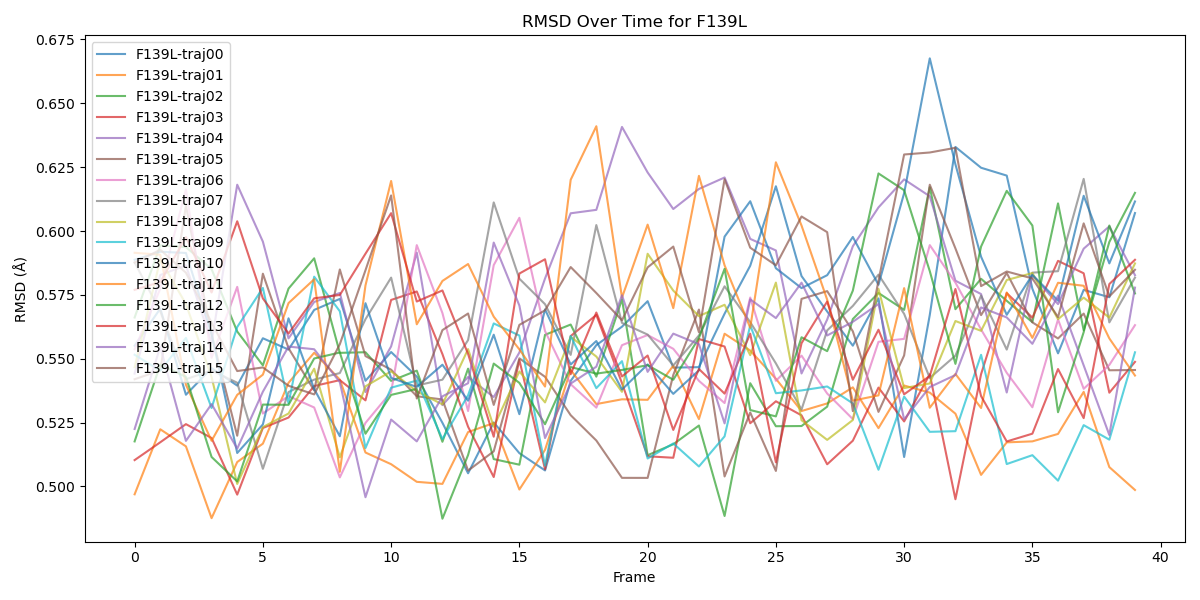 RMSD Over Time for F139L
RMSD (Å)
0.675
0.650
0.625
0.600
0.575
0.550
0.525
0.500
F139L-traj00
F139L-traj01
F139L-traj02
F139L-traj03
F139L-traj04
F139L-traj05
F139L-traj06
F139L-traj07
F139L-traj08
F139L-traj09
F139L-traj10
F139L-traj11
F139L-traj12
F139L-traj13
F139L-traj14
F139L-traj15
0 5 10 15 20 25 30 35 40
Frame